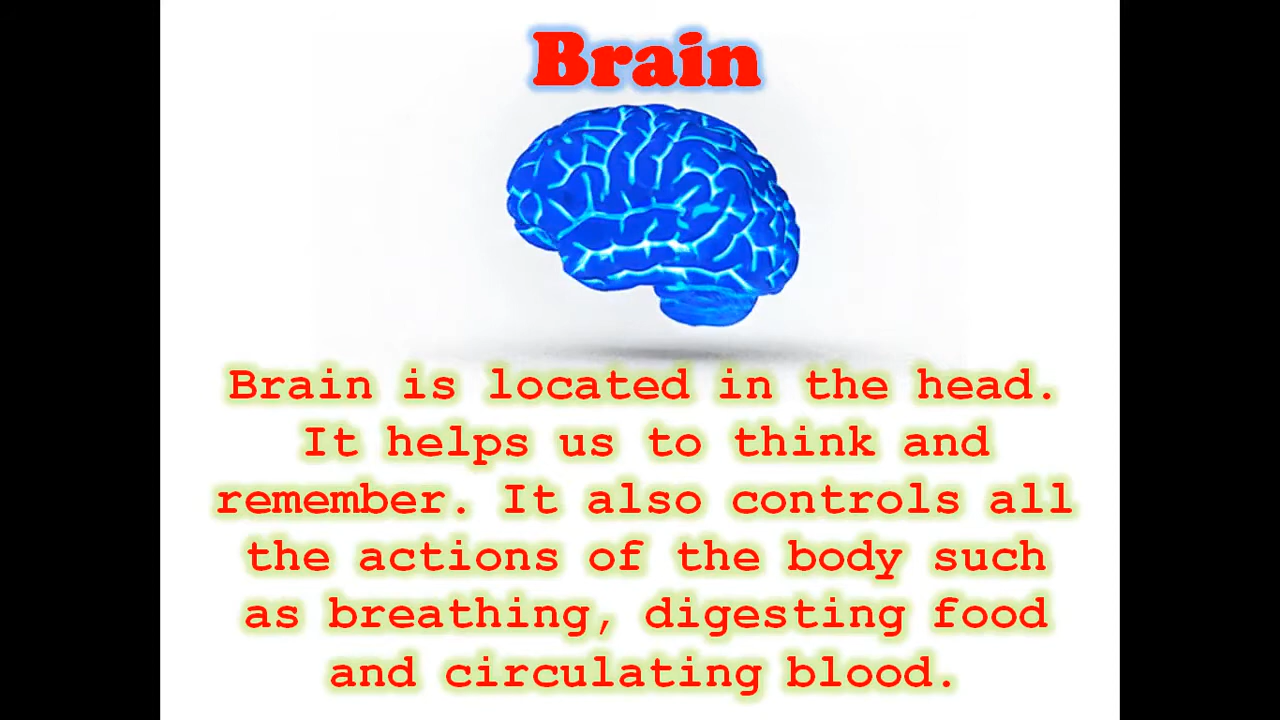 Brain
Brain is located in the head.
It helps us to think and
remember. It also controls all
the actions of the body such
as breathing, digesting food
and circulating blood.